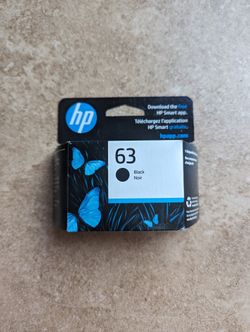 Download the free
HP Smart app.
Téléchargez l'application
HP Smart gratuite.
hpapp.com
hp
63
Black
Noir